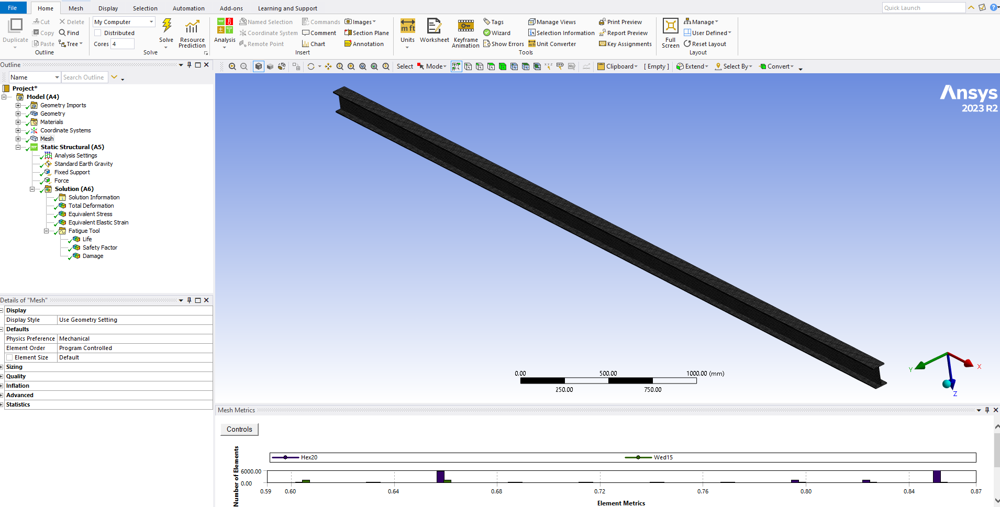 File Home Mesh Display Selection Automation Add-ons Learning and Support Quick Launch
Duplicate
Cut
Copy
Paste
Delete
Find
Tree
Outline
My Computer
Distributed
Cores 4
Solve
Resource Prediction
Solve
Analysis
Named Selection
Coordinate System
Remote Point
Commands
Comment
Chart
Images
Section Plane
Annotation
Insert
Units
Worksheet
Keyframe Animation
Tags
Wizard
Show Errors
Manage Views
Selection Information
Unit Converter
Print Preview
Report Preview
Key Assignments
Tools
Full Screen
Manage
User Defined
Reset Layout
Layout
Outline
Name Search Outline
Select Mode Clipboard [ Empty ] Extend Select By Convert
Project*
Model (A4)
Geometry Imports
Geometry
Materials
Coordinate Systems
Mesh
Static Structural (A5)
Analysis Settings
Standard Earth Gravity
Fixed Support
Force
Solution (A6)
Solution Information
Total Deformation
Equivalent Stress
Equivalent Elastic Strain
Fatigue Tool
Life
Safety Factor
Damage
Details of "Mesh"
Display
Display Style Use Geometry Setting
Defaults
Physics Preference Mechanical
Element Order Program Controlled
Element Size Default
Sizing
Quality
Inflation
Advanced
Statistics
Ansys
2023 R2
0.00 500.00 1000.00 (mm)
250.00 750.00
Y X
Z
Mesh Metrics
Controls
Hex20 Wed15
Number of Elements
6000.00
0.00
0.59 0.60 0.64 0.68 0.72 0.76 0.80 0.84 0.87
Element Metrics